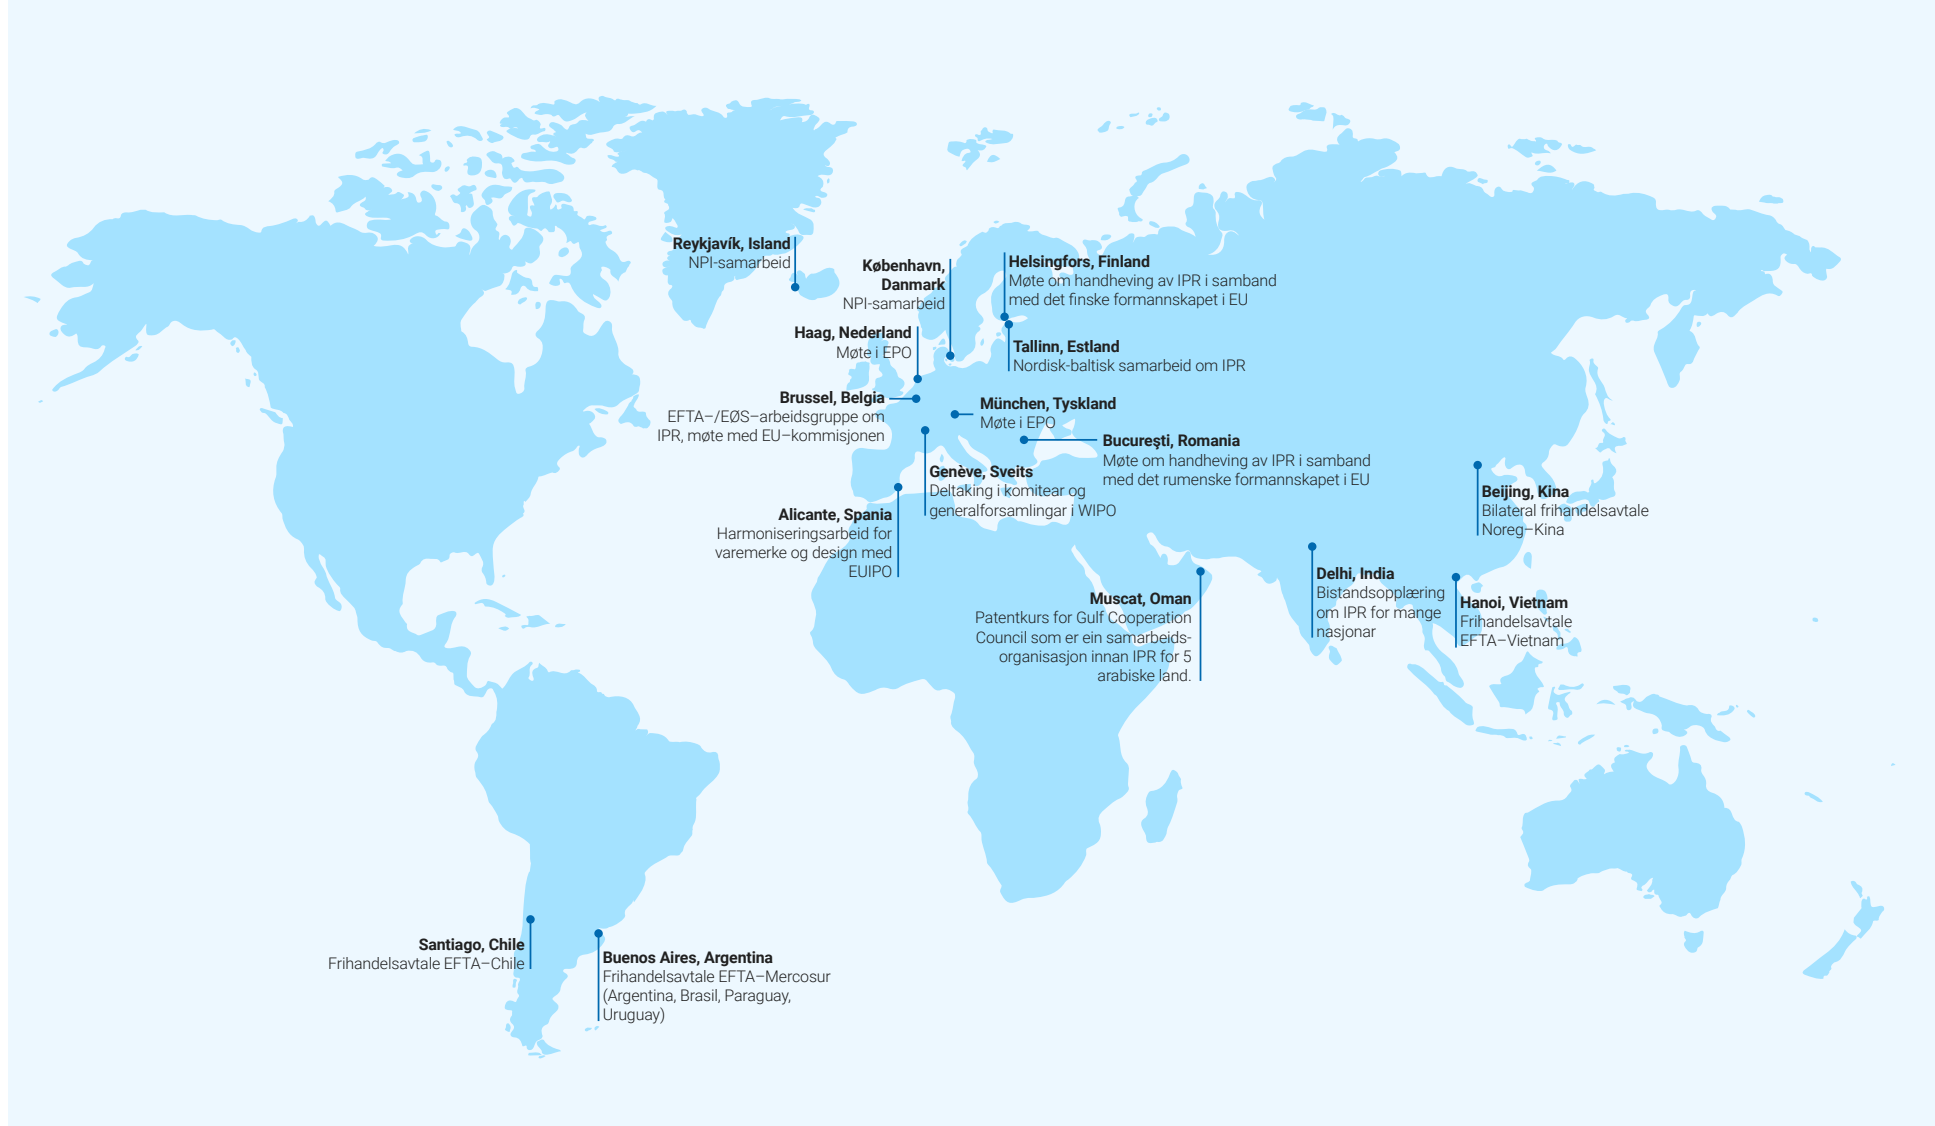 Reykjavík, Island
NPI-samarbeid
København,
Danmark
NPI-samarbeid
Helsingfors, Finland
Møte om handheving av IPR i samband
med det finske formannskapet i EU
Haag, Nederland
Møte i EPO
Tallinn, Estland
Nordisk-baltisk samarbeid om IPR
Brussel, Belgia
EFTA–/EØS–arbeidsgruppe om
IPR, møte med EU–kommisjonen
München, Tyskland
Møte i EPO
Bucureşti, Romania
Møte om handheving av IPR i samband
med det rumenske formannskapet i EU
Genève, Sveits
Deltaking i komitear og
generalforsamlingar i WIPO
Alicante, Spania
Harmoniseringsarbeid for
varemerke og design med
EUIPO
Beijing, Kina
Bilateral frihandelsavtale
Noreg–Kina
Delhi, India
Bistandsopplæring
om IPR for mange
nasjonar
Hanoi, Vietnam
Frihandelsavtale
EFTA–Vietnam
Muscat, Oman
Patentkurs for Gulf Cooperation
Council som er ein samarbeids-
organisasjon innan IPR for 5
arabiske land.
Santiago, Chile
Frihandelsavtale EFTA–Chile
Buenos Aires, Argentina
Frihandelsavtale EFTA–Mercosur
(Argentina, Brasil, Paraguay,
Uruguay)